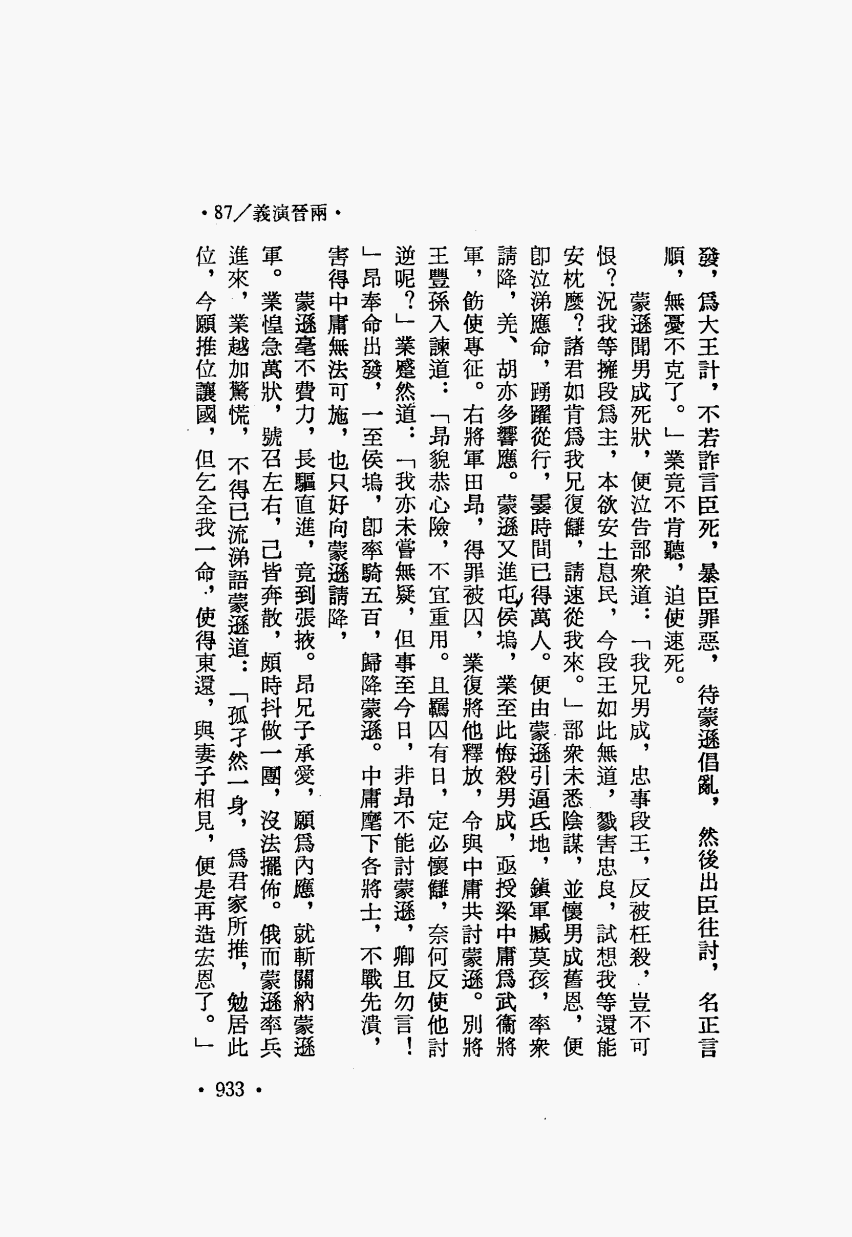 ·87／義演晉兩·
發，爲大王計，不若詐言臣死，暴臣罪惡，待蒙遜倡亂，然後出臣往討，名正言
順，無憂不克了。」業竟不肯聽，迫使速死。
蒙遜聞男成死狀，便泣告部衆道：「我兄男成，忠事段王，反被枉殺，豈不可
恨？況我等擁段爲主，本欲安土息民，今段王如此無道，戮害忠良，試想我等還能
安枕麼？諸君如肯爲我兄復讎，請速從我來。」部衆未悉陰謀，並懷男成舊恩，便
卽泣涕應命，踴躍從行，霎時間已得萬人。便由蒙遜引逼氐地，鎭軍臧莫孩，率衆
請降，羌、胡亦多響應。蒙遜又進屯侯塢，業至此悔殺男成，亟授梁中庸爲武衞將
軍，飭使專征。右將軍田昂，得罪被囚，業復將他釋放，令與中庸共討蒙遜。別將
王豐孫入諫道：「昂貌恭心險，不宜重用。且羈囚有日，定必懷讎，奈何反使他討
逆呢？」業蹙然道：「我亦未嘗無疑，但事至今日，非昂不能討蒙遜，卿且勿言！
」昂奉命出發，一至侯塢，卽率騎五百，歸降蒙遜。中庸麾下各將士，不戰先潰，
害得中庸無法可施，也只好向蒙遜請降，
蒙遜毫不費力，長驅直進，竟到張掖。昂兄子承愛，願爲內應，就斬關納蒙遜
軍。業惶急萬狀，號召左右，己皆奔散，頗時抖做一團，沒法擺佈。俄而蒙遜率兵
進來，業越加驚慌，不得已流涕語蒙遜道：「孤孑然一身，爲君家所推，勉居此
位，今願推位讓國，但乞全我一命，使得東還，與妻子相見，便是再造宏恩了。」
·933·